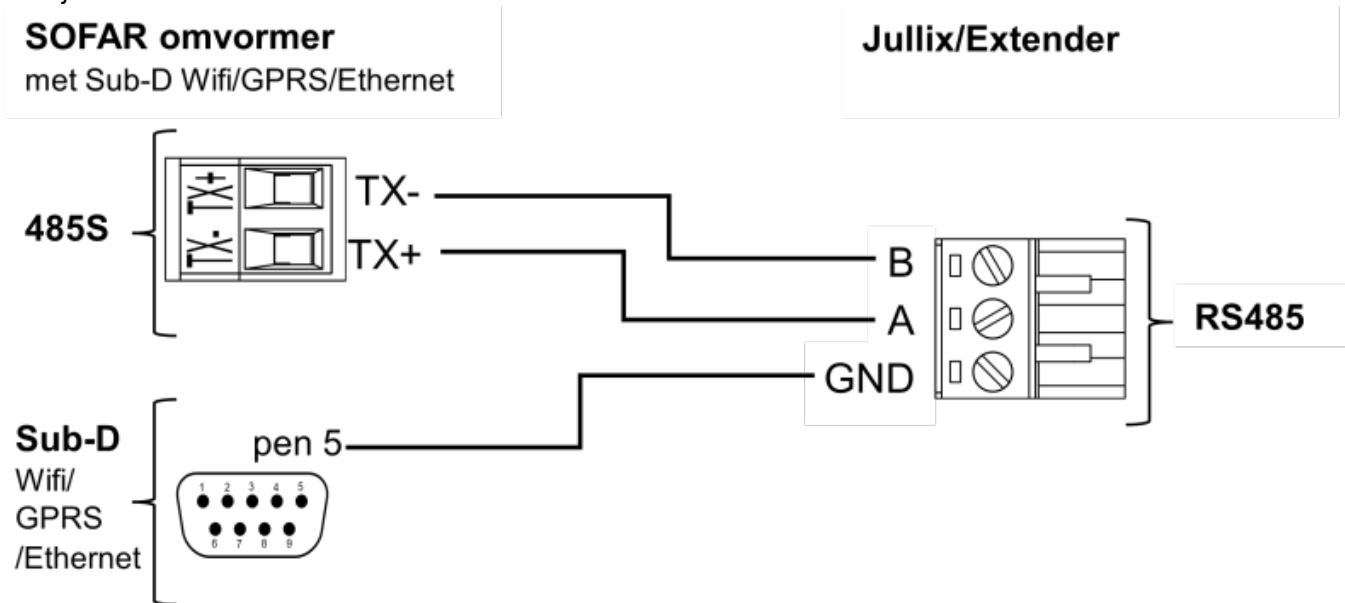 SOFAR omvormer
met Sub-D Wifi/GPRS/Ethernet
Jullix/Extender
485S
TX+
TX-
TX-
TX+
B
A
GND
RS485
Sub-D
Wifi/
GPRS
/Ethernet
pen 5
1 2 3 4 5
6 7 8 9